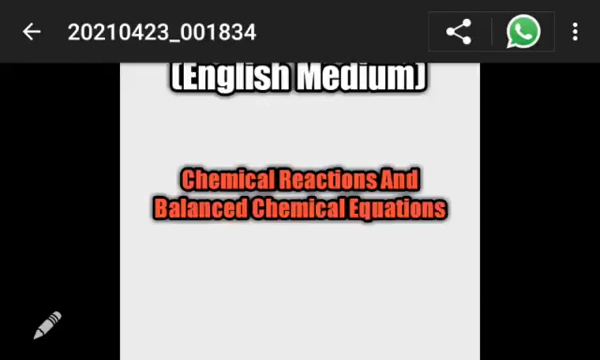 20210423_001834
(English Medium)
Chemical Reactions And
Balanced Chemical Equations